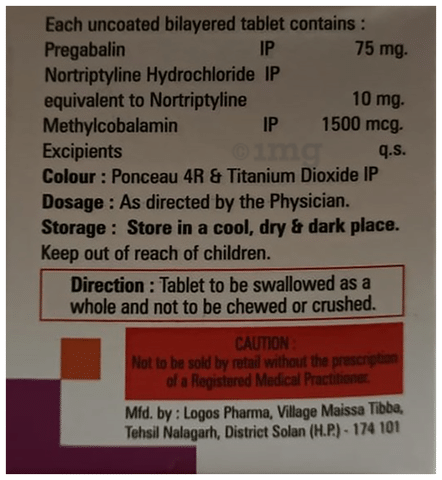 Each uncoated bilayered tablet contains :
Pregabalin IP 75 mg.
Nortriptyline Hydrochloride IP
equivalent to Nortriptyline 10 mg.
Methylcobalamin IP 1500 mcg.
Excipients q.s.
1mg
Colour : Ponceau 4R & Titanium Dioxide IP
Dosage : As directed by the Physician.
Storage : Store in a cool, dry & dark place.
Keep out of reach of children.
Direction : Tablet to be swallowed as a
whole and not to be chewed or crushed.
CAUTION :
Not to be sold by retail without the prescription
of a Registered Medical Practitioner.
Mfd. by : Logos Pharma, Village Maissa Tibba,
Tehsil Nalagarh, District Solan (H.P.) - 174 101